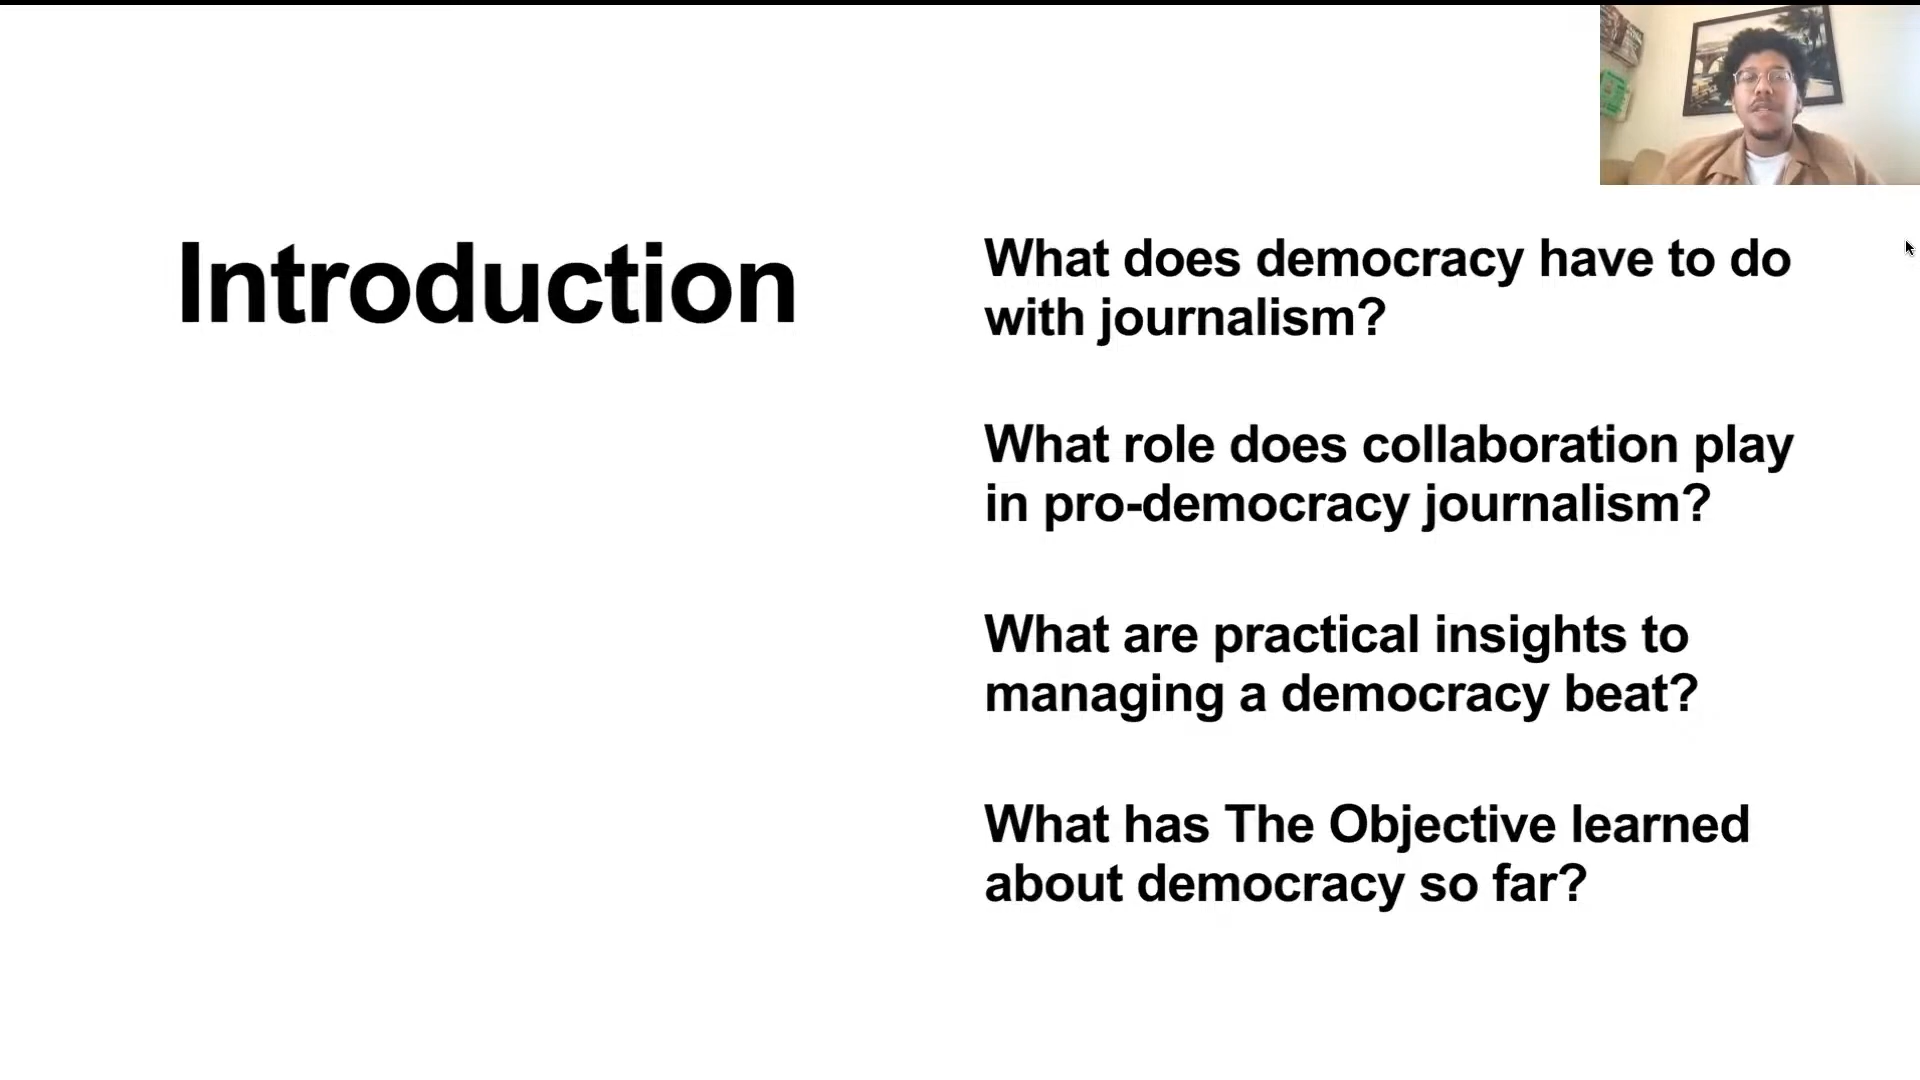 Introduction
What does democracy have to do
with journalism?
What role does collaboration play
in pro-democracy journalism?
What are practical insights to
managing a democracy beat?
What has The Objective learned
about democracy so far?